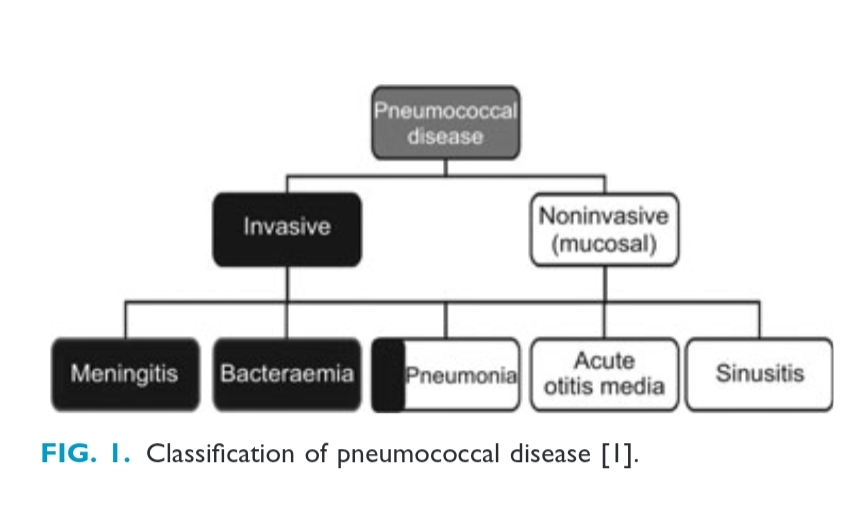 Pneumococcal
disease
Invasive
Noninvasive
(mucosal)
Meningitis
Bacteraemia
Pneumonia
Acute
otitis media
Sinusitis
FIG. 1. Classification of pneumococcal disease [1].